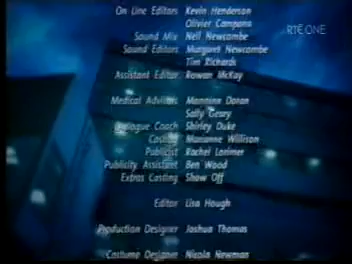 On Line Editors Kevin Henderson
RTÉ ONE
Olivier Campana
Sound Mix Neil Newcombe
Sound Editors Margaret Newcombe
Tim Richards
Assistant Editor Rowan McKay
Medical Advisors Doran
Sally Geary
Dialogue Coach Shirley Duke
Casting Marianne Willison
Publicist Rachel Lorimer
Publicity Assistant Ben Wood
Extras Casting Show Off
Editor Lisa Hough
Production Designer Joshua Thomas
Costume Designer Nicola Newman